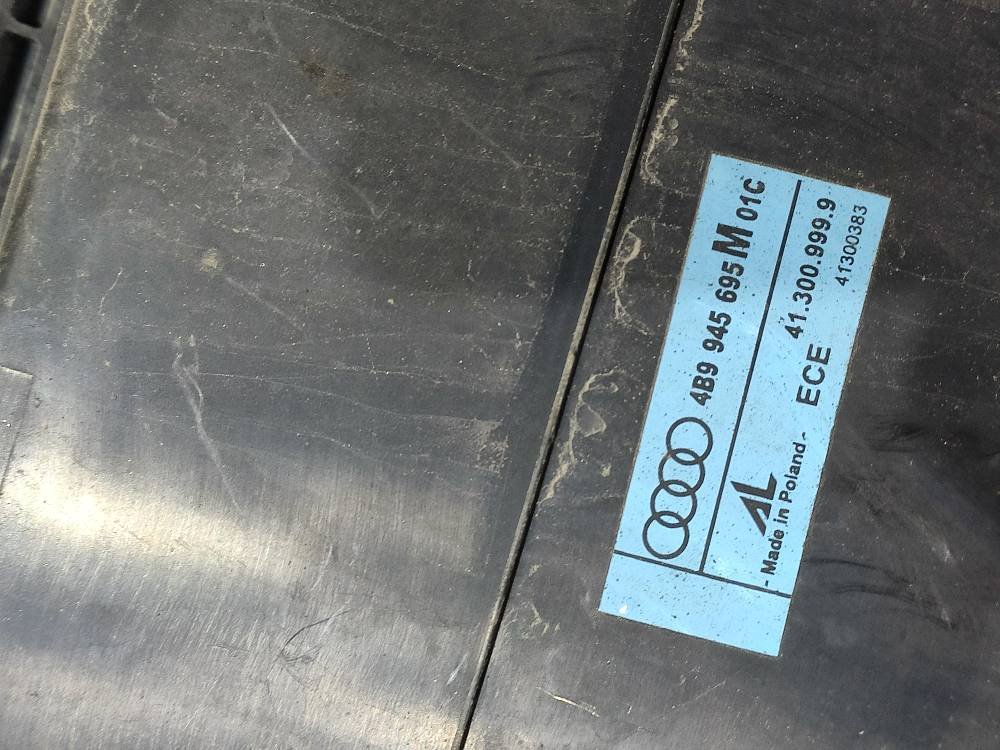 4B9 945 695 M 01C
AL 41.300.999.9
- Made in Poland - ECE 41300383